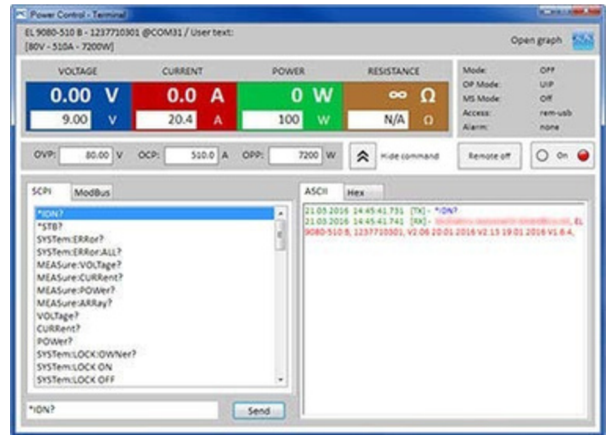 Power Control - Terminal
EL 9080-510 B - 1237710301 @COM31 / User text:
[80V - 510A - 7200W]
Open graph
VOLTAGE CURRENT POWER RESISTANCE
0.00 V 0.0 A 0 W ∞ Ω
9.00 V 20.4 A 100 W N/A Ω
Mode: OFF
OP Mode: UIP
MS Mode: Off
Access: rem-usb
Alarm: none
OVP: 80.00 V OCP: 510.0 A OPP: 7200 W Hide command Remote off On
SCPI ModBus
*IDN?
*STB?
SYSTem:ERRor?
SYSTem:ERRor:ALL?
MEASure:VOLTage?
MEASure:CURRent?
MEASure:POWer?
MEASure:ARRay?
VOLTage?
CURRent?
POWer?
SYSTem:LOCK:OWNer?
SYSTem:LOCK ON
SYSTem:LOCK OFF
*IDN? Send
ASCII Hex
21.03.2016 14:45:41.731 [TX] - *IDN?
21.03.2016 14:45:41.741 [RX] - EL
9080-510 B, 1237710301, V2.06 20.01.2016 V2.13 19.01.2016 V1.6.4,